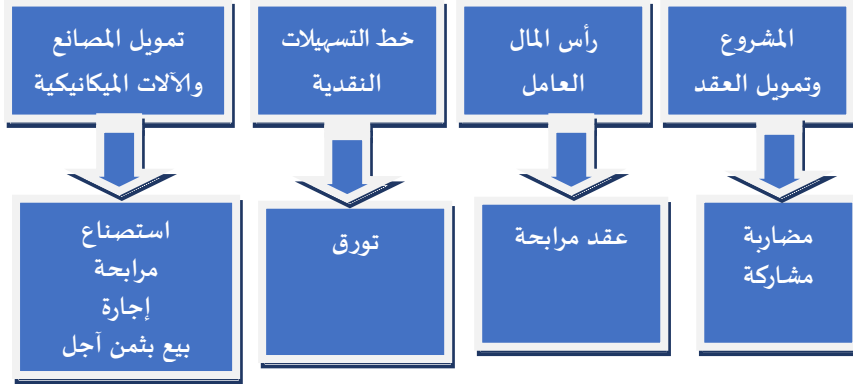 المشروع
وتمويل العقد
رأس المال
العامل
خط التسهيلات
النقدية
تمويل المصانع
والآلات الميكانيكية
مضاربة
مشاركة
عقد مرابحة
تورق
استصناع
مرابحة
إجارة
بيع بثمن آجل